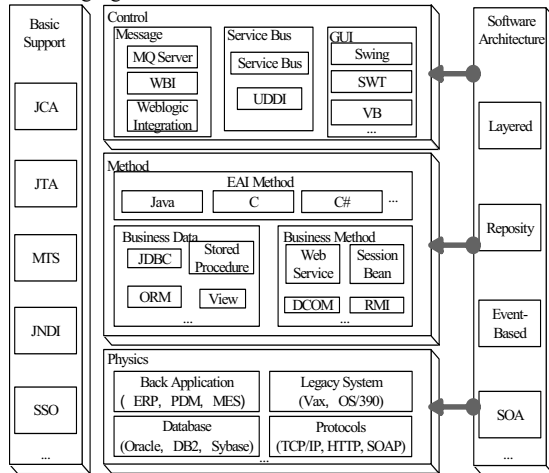 Basic
Support
JCA
JTA
MTS
JNDI
SSO
...
Control
Message
MQ Server
WBI
Weblogic
Integration
Service Bus
Service Bus
UDDI
GUI
Swing
SWT
VB
...
Method
EAI Method
Java
C
C#
...
Business Data
JDBC
Stored
Procedure
ORM
View
...
Business Method
Web
Service
Session
Bean
DCOM
RMI
...
Physics
Back Application
( ERP, PDM, MES)
Legacy System
(Vax, OS/390)
Database
(Oracle, DB2, Sybase)
Protocols
(TCP/IP, HTTP, SOAP)
...
Software
Architecture
Layered
Reposity
Event-
Based
SOA
...